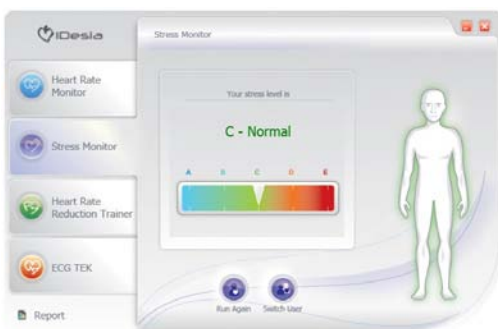 IDesia
Stress Monitor
Heart Rate
Monitor
Stress Monitor
Heart Rate
Reduction Trainer
ECG TEK
Report
Your stress level is
C - Normal
A B C D E
Run Again Switch User